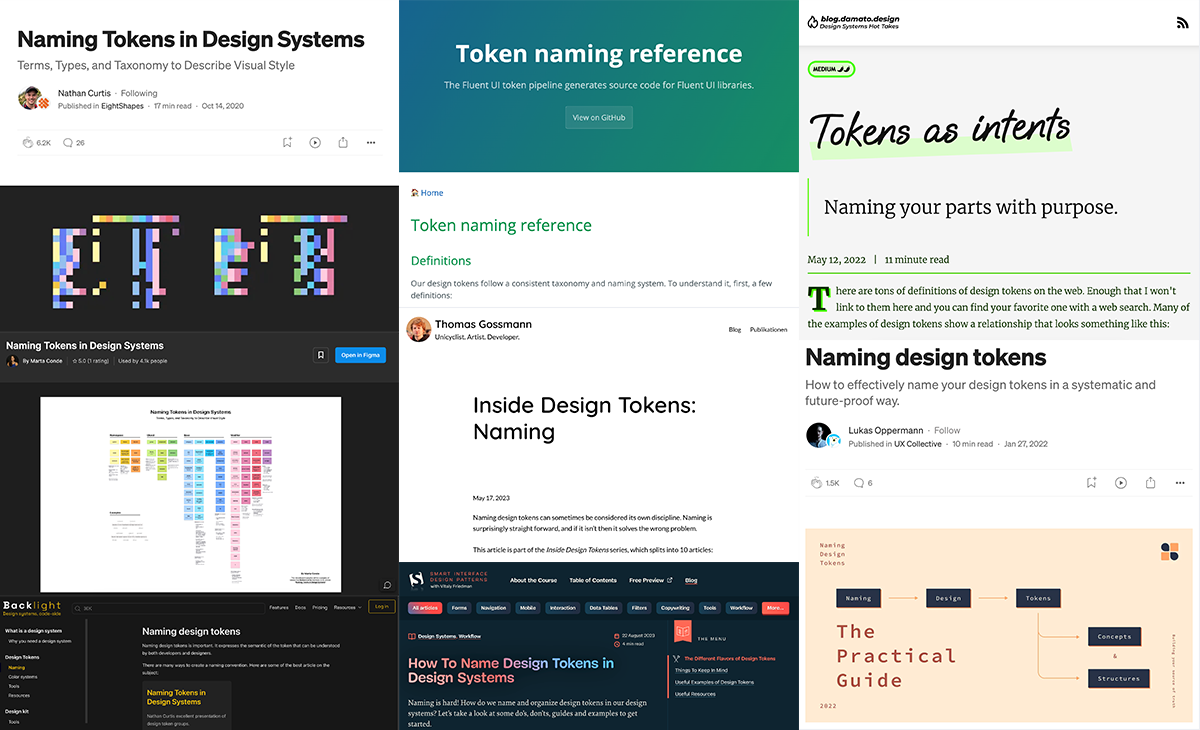 Naming Tokens in Design Systems
Terms, Types, and Taxonomy to Describe Visual Style
Nathan Curtis · Following
Published in EightShapes · 17 min read · Oct 14, 2020
6.2K
26
Naming Tokens in Design Systems
By Marta Conde
5.0 (1 rating)
Used by 4.1k people
Open in Figma
Naming Tokens in Design Systems
Terms, Types, and Taxonomy to Describe Visual Style
Backlight
Design systems, code-side
⌘K
Features
Docs
Pricing
Resources
Log in
What is a design system
Why you need a design system
Design Tokens
Naming
Color systems
Tools
Resources
Design kit
Tools
Naming design tokens
Naming design tokens is important. It expresses the semantic of the token that can be understood
by both developers and designers.
There are many ways to create a naming convention. Here are some of the best article on the
subject:
Naming Tokens in
Design Systems
Nathan Curtis excellent presentation of
design token groups.
Token naming reference
The Fluent UI token pipeline generates source code for Fluent UI libraries.
View on GitHub
Home
Token naming reference
Definitions
Our design tokens follow a consistent taxonomy and naming system. To understand it, first, a few
definitions:
Thomas Gossmann
Unicyclist. Artist. Developer.
Blog
Publikationen
Inside Design Tokens:
Naming
May 17, 2023
Naming design tokens can sometimes be considered its own discipline. Naming is
surprisingly straight forward, and if it isn't then it solves the wrong problem.
This article is part of the Inside Design Tokens series, which splits into 10 articles:
SMART INTERFACE
DESIGN PATTERNS
with Vitaly Friedman
About the Course
Table of Contents
Free Preview
Blog
All articles
Forms
Navigation
Mobile
Interaction
Data Tables
Filters
Copywriting
Tools
Workflow
More...
Design Systems, Workflow
22 August 2023
4 min read
How To Name Design Tokens in
Design Systems
Naming is hard! How do we name and organize design tokens in our design
systems? Let's take a look at some do's, don'ts, guides and examples to get
started.
THE MENU
The Different Flavors of Design Tokens
Things To Keep In Mind
Useful Examples of Design Tokens
Useful Resources
blog.damato.design
Design Systems Hot Takes
MEDIUM
Tokens as intents
Naming your parts with purpose.
May 12, 2022 | 11 minute read
There are tons of definitions of design tokens on the web. Enough that I won't
link to them here and you can find your favorite one with a web search. Many of
the examples of design tokens show a relationship that looks something like this:
Naming design tokens
How to effectively name your design tokens in a systematic and
future-proof way.
Lukas Oppermann · Follow
Published in UX Collective · 10 min read · Jan 27, 2022
1.5K
6
Naming
Design
Tokens
Naming
Design
Tokens
Concepts
&
Structures
The
Practical
Guide
2022